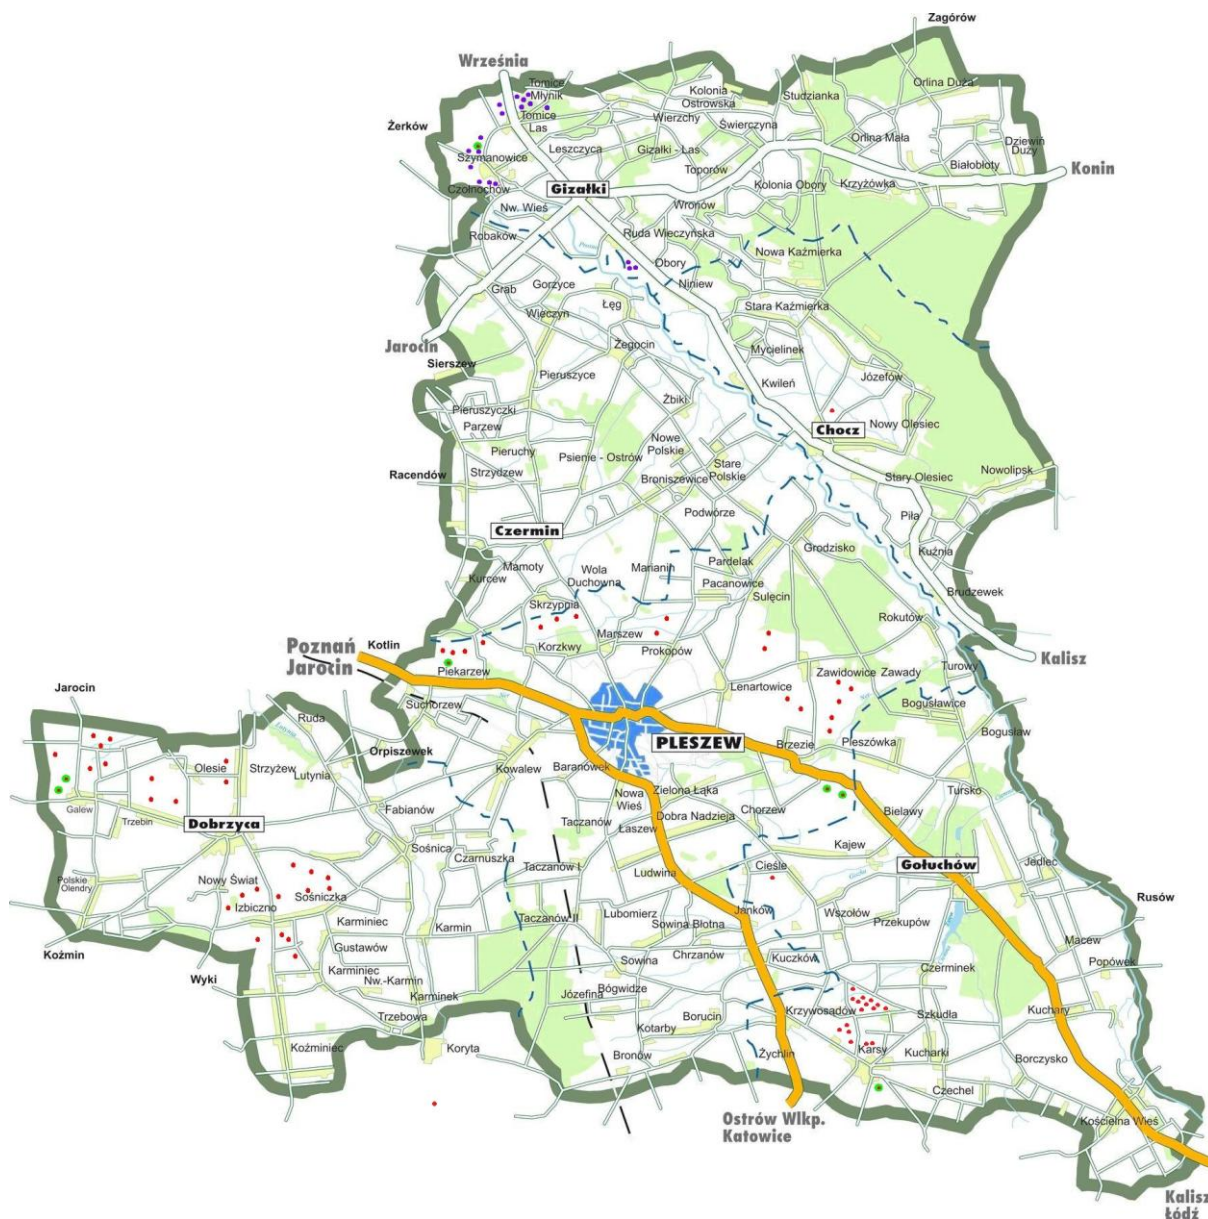 Zagórów
Września
Tomice
Młynik
Kolonia
Ostrowska
Studzianka
Orlina Duża
Żerków
Tomice
Las
Wierzchy
Świerczyna
Orlina Mała
Dziewiń
Duży
Szymanowice
Leszczyca
Gizałki - Las
Toporów
Białobłoty
Konin
Czołnochów
Gizałki
Kolonia Obory
Krzyżówka
Nw. Wieś
Wronów
Robaków
Ruda Wieczyńska
Nowa Kaźmierka
Obory
Grab
Gorzyce
Niniew
Łęg
Wieczyn
Stara Kaźmierka
Jarocin
Żegocin
Mycielinek
Sierszew
Pieruszyce
Kwileń
Józefów
Pieruszyczki
Żbiki
Parzew
Chocz
Nowy Olesiec
Nowe
Polskie
Pieruchy
Psienie - Ostrów
Stare
Polskie
Racendów
Strzydzew
Broniszewice
Stary Olesiec
Nowolipsk
Podwórze
Piła
Czermin
Grodzisko
Kuźnia
Mamoty
Wola
Duchowna
Marianin
Pardelak
Kurcew
Pacanowice
Sulęcin
Brudzewek
Skrzypnia
Rokutów
Poznań
Jarocin
Kotlin
Korzkwy
Marszew
Prokopów
Kalisz
Piekarzew
Zawidowice
Zawady
Turowy
Jarocin
Lenartowice
Suchorzew
Bogusławice
Ruda
Bogusław
PLESZEW
Brzezie
Pleszówka
Orpiszewek
Olesie
Strzyżew
Lutynia
Kowalew
Baranówek
Zielona Łąka
Nowa
Wieś
Tursko
Galew
Trzebin
Dobrzyca
Fabianów
Taczanów
Łaszew
Dobra Nadzieja
Chorzew
Bielawy
Sośnica
Czarnuszka
Kajew
Taczanów I
Ludwina
Cieśle
Gołuchów
Jedlec
Polskie
Olendry
Nowy Świat
Izbiczno
Sośniczka
Rusów
Karminiec
Karmin
Taczanów II
Lubomierz
Sowina Błotna
Janków
Wszołów
Przekupów
Gustawów
Macew
Koźmin
Wyki
Karminiec
Nw.-Karmin
Sowina
Chrzanów
Kuczków
Czerminek
Popówek
Karminek
Józefina
Bógwidze
Trzebowa
Kotarby
Borucin
Krzywosądów
Szkudła
Kuchary
Koźminiec
Koryta
Bronów
Żychlin
Karsy
Kucharki
Borczysko
Czechel
Ostrów Wlkp.
Katowice
Kościelna Wieś
Kalisz
Łódź